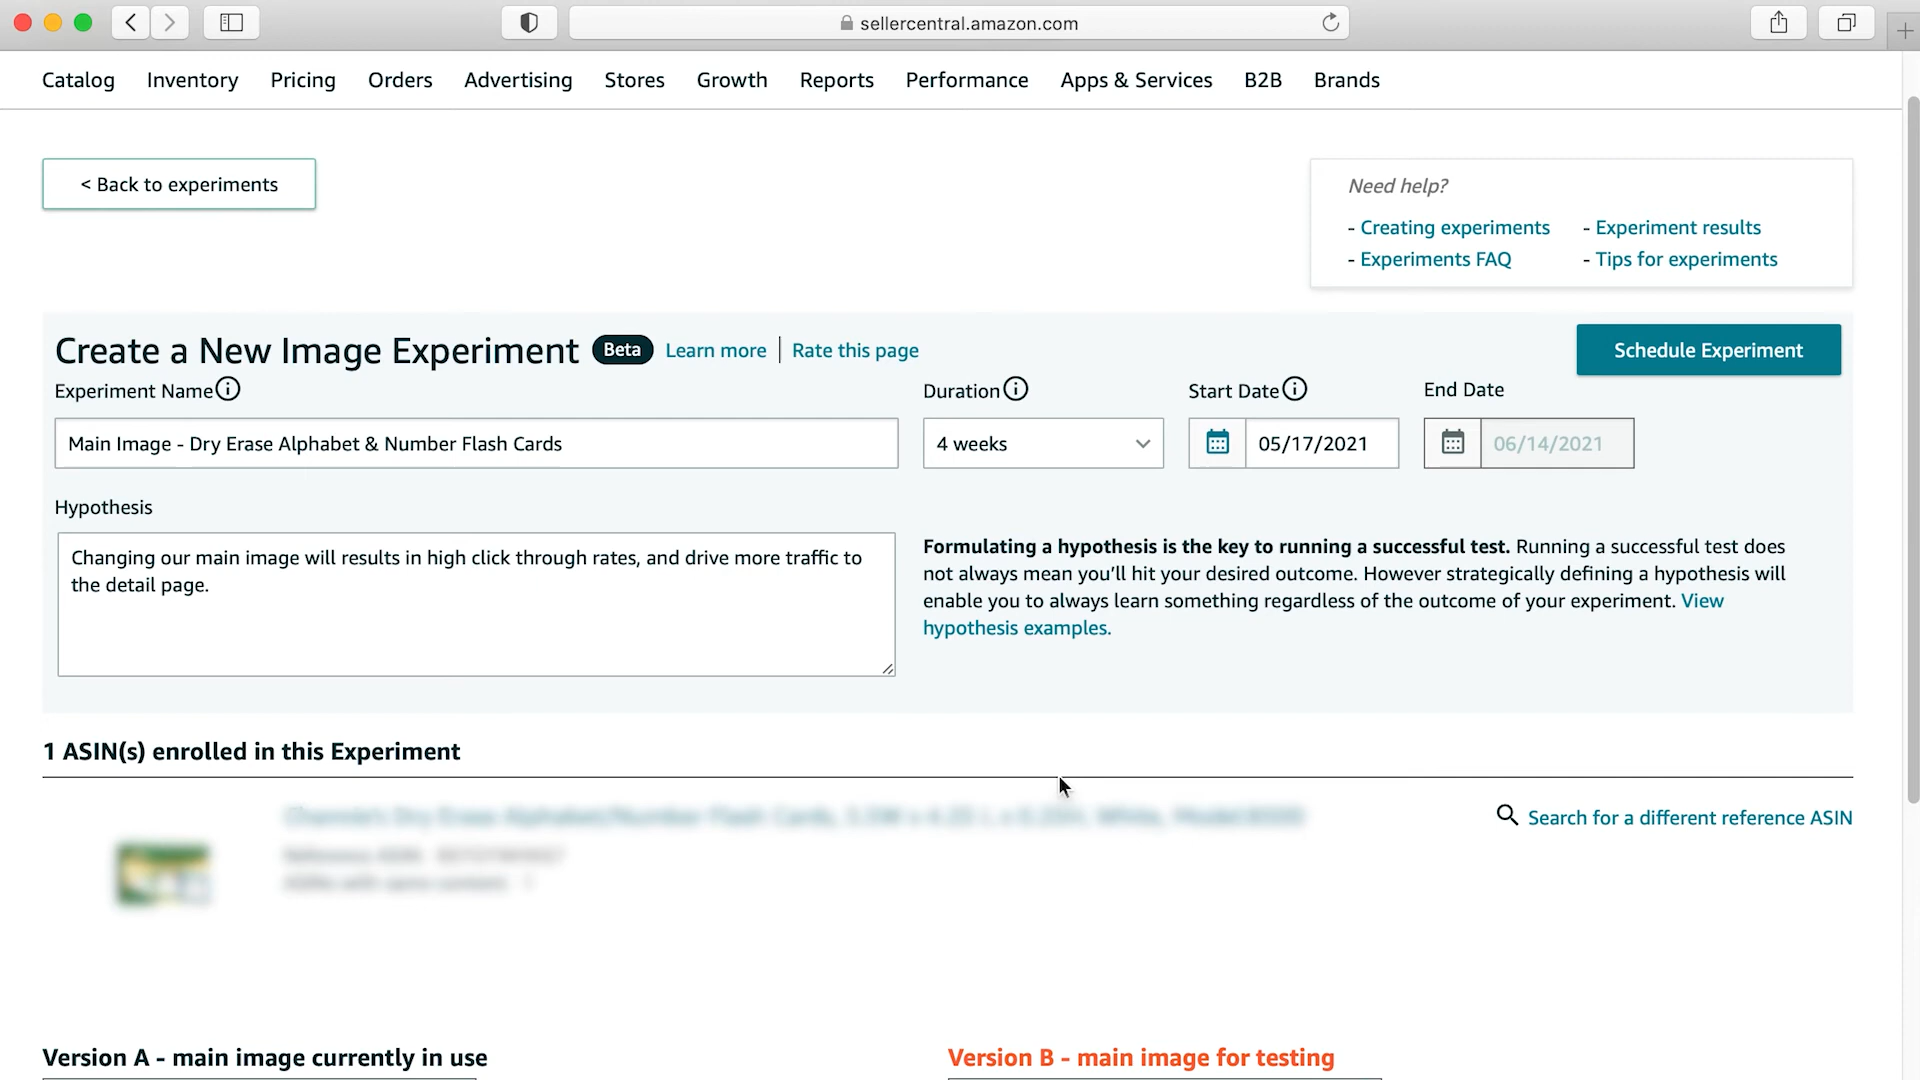 sellercentral.amazon.com
Catalog Inventory Pricing Orders Advertising Stores Growth Reports Performance Apps & Services B2B Brands
< Back to experiments
Need help?
- Creating experiments - Experiment results
- Experiments FAQ - Tips for experiments
Create a New Image Experiment Beta Learn more | Rate this page Schedule Experiment
Experiment Name Duration Start Date End Date
Main Image - Dry Erase Alphabet & Number Flash Cards 4 weeks 05/17/2021 06/14/2021
Hypothesis
Changing our main image will results in high click through rates, and drive more traffic to
the detail page.
Formulating a hypothesis is the key to running a successful test. Running a successful test does
not always mean you'll hit your desired outcome. However strategically defining a hypothesis will
enable you to always learn something regardless of the outcome of your experiment. View
hypothesis examples.
1 ASIN(s) enrolled in this Experiment
Search for a different reference ASIN
Version A - main image currently in use
Version B - main image for testing